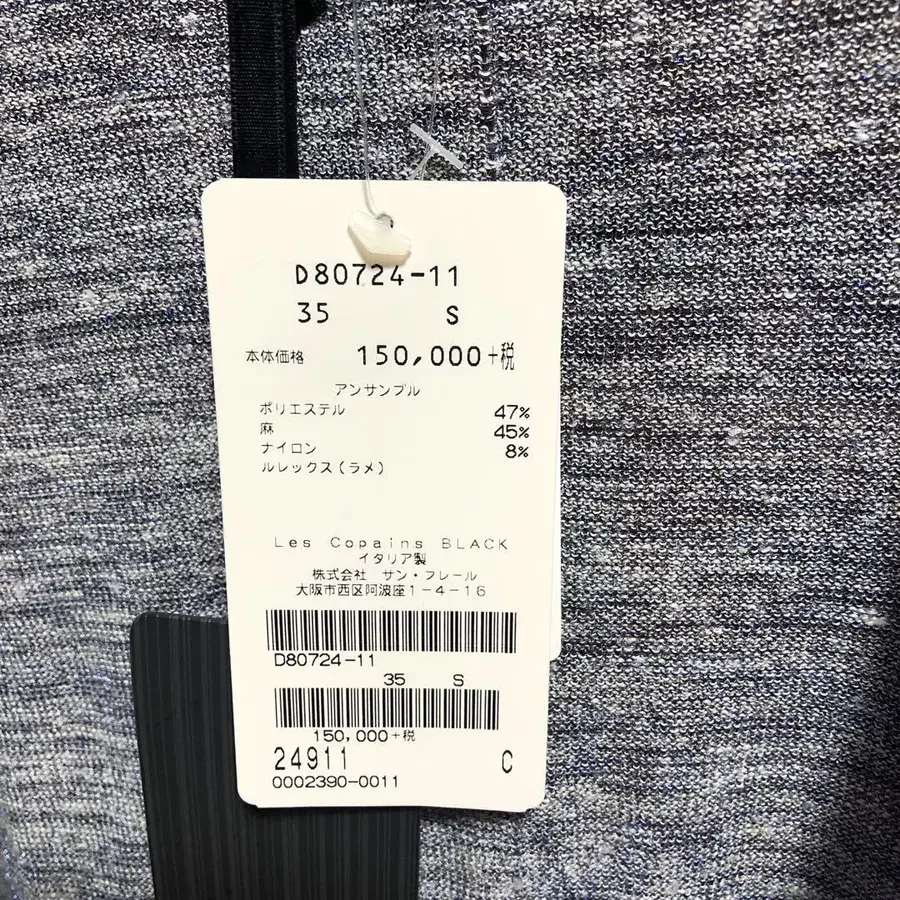 D80724-11
35 S
本体価格 150,000+税
アンサンブル
ポリエステル 47%
麻 45%
ナイロン 8%
ルレックス(ラメ)
Les Copains BLACK
イタリア製
株式会社 サン・フレール
大阪市西区阿波座1-4-16
D80724-11
35 S
150,000+税
24911 C
0002390-0011